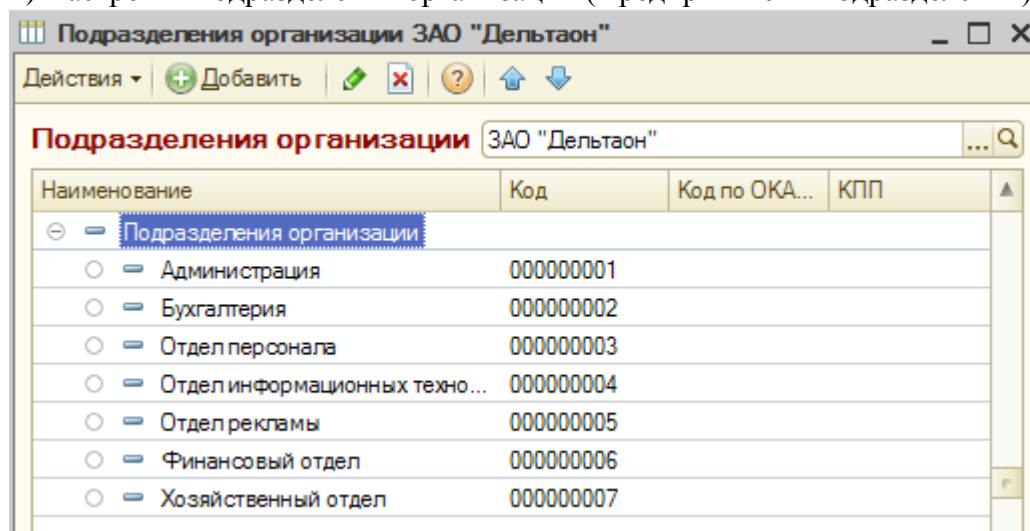 Подразделения организации ЗАО "Дельтаон"
Действия Добавить
Подразделения организации ЗАО "Дельтаон" ...
Наименование Код Код по ОКА... КПП
Подразделения организации
Администрация 000000001
Бухгалтерия 000000002
Отдел персонала 000000003
Отдел информационных техно... 000000004
Отдел рекламы 000000005
Финансовый отдел 000000006
Хозяйственный отдел 000000007